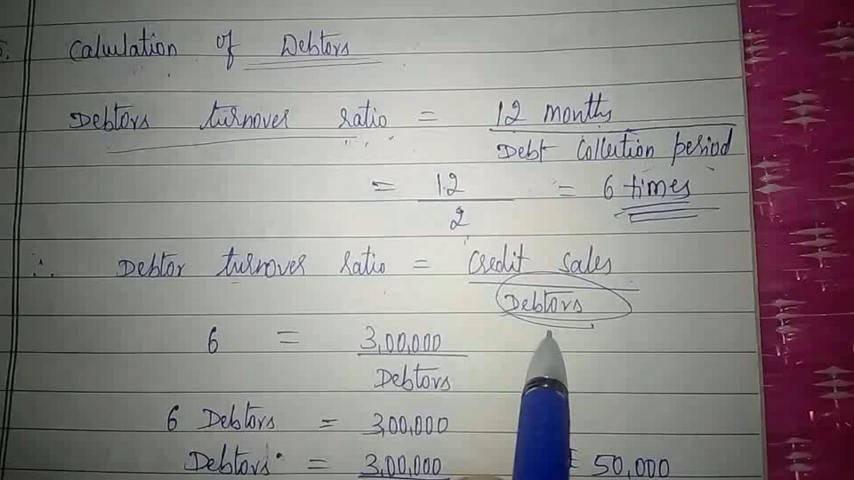 5.
Calculation of Debtors
Debtors turnover ratio = 12 months
Debt Collection period
= 12 = 6 times
2
∴ Debtor turnover ratio = Credit Sales
Debtors
6 = 3,00,000
Debtors
6 Debtors = 3,00,000
Debtors = 3,00,000 = 50,000